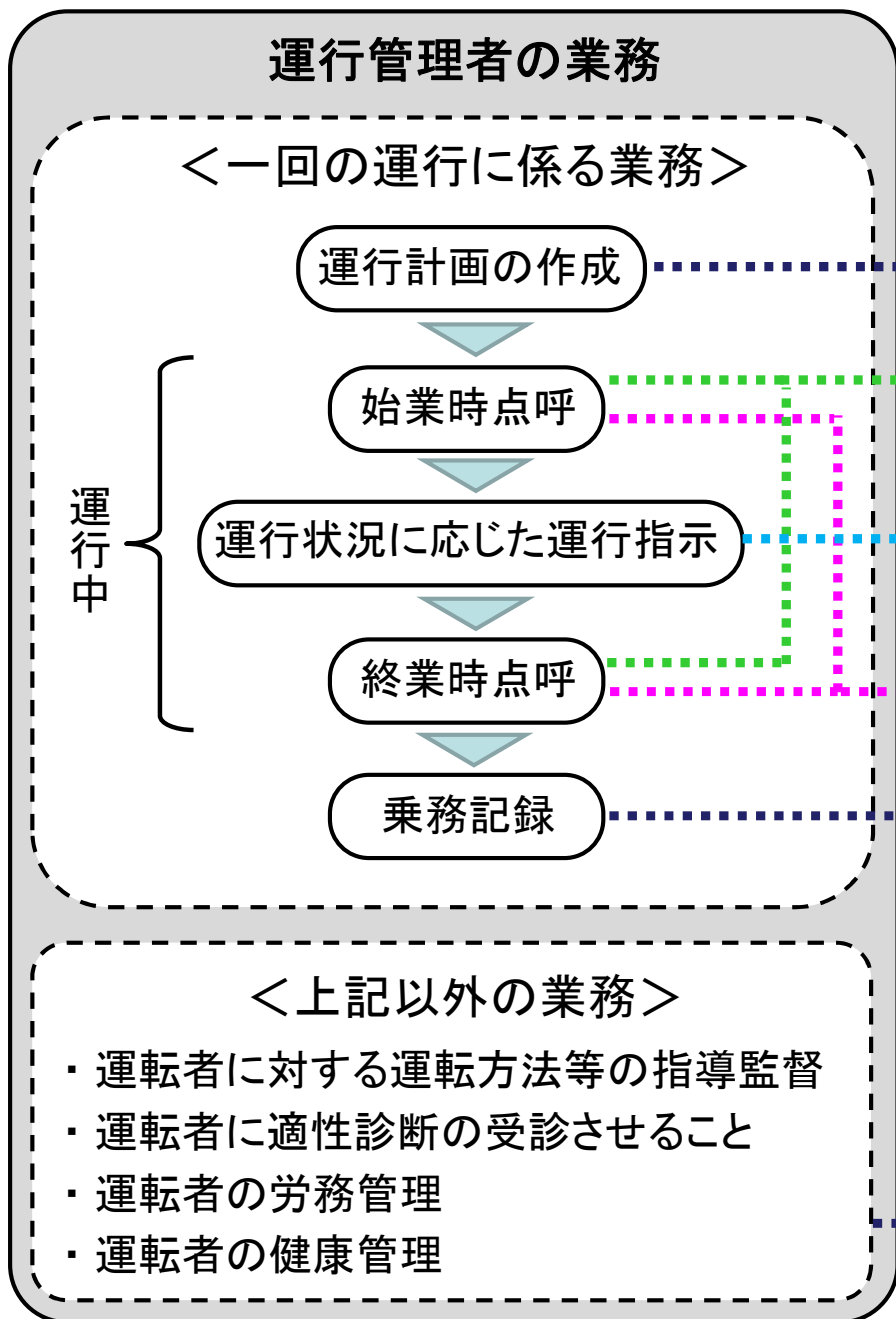 運行管理者の業務
＜一回の運行に係る業務＞
運行計画の作成
始業時点呼
運行中
運行状況に応じた運行指示
終業時点呼
乗務記録
＜上記以外の業務＞
・運転者に対する運転方法等の指導監督
・運転者に適性診断の受診させること
・運転者の労務管理
・運転者の健康管理